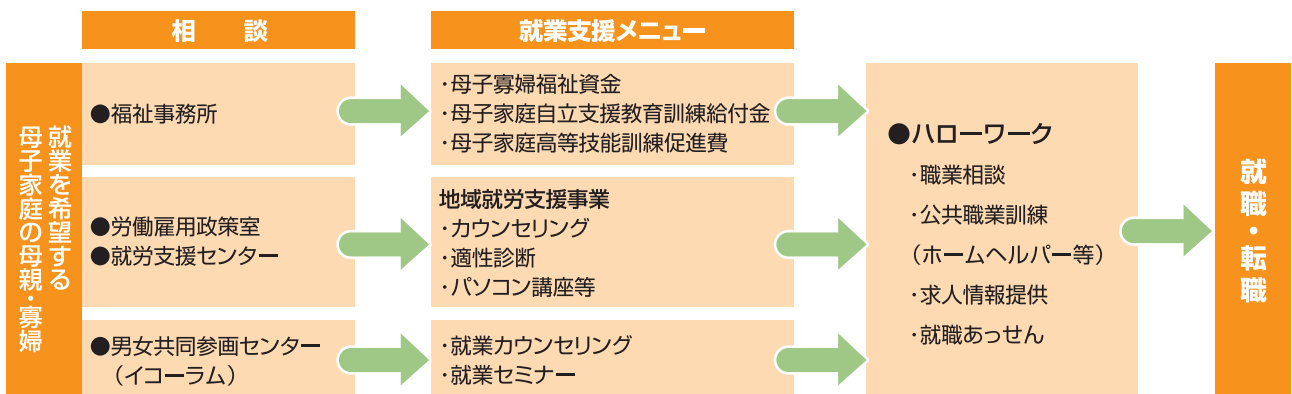 相　談
就業支援メニュー
就業を希望する
母子家庭の母親・寡婦
●福祉事務所
・母子寡婦福祉資金
・母子家庭自立支援教育訓練給付金
・母子家庭高等技能訓練促進費
●労働雇用政策室
●就労支援センター
地域就労支援事業
・カウンセリング
・適性診断
・パソコン講座等
●男女共同参画センター
（イコーラム）
・就業カウンセリング
・就業セミナー
●ハローワーク
・職業相談
・公共職業訓練
（ホームヘルパー等）
・求人情報提供
・就職あっせん
就職・転職